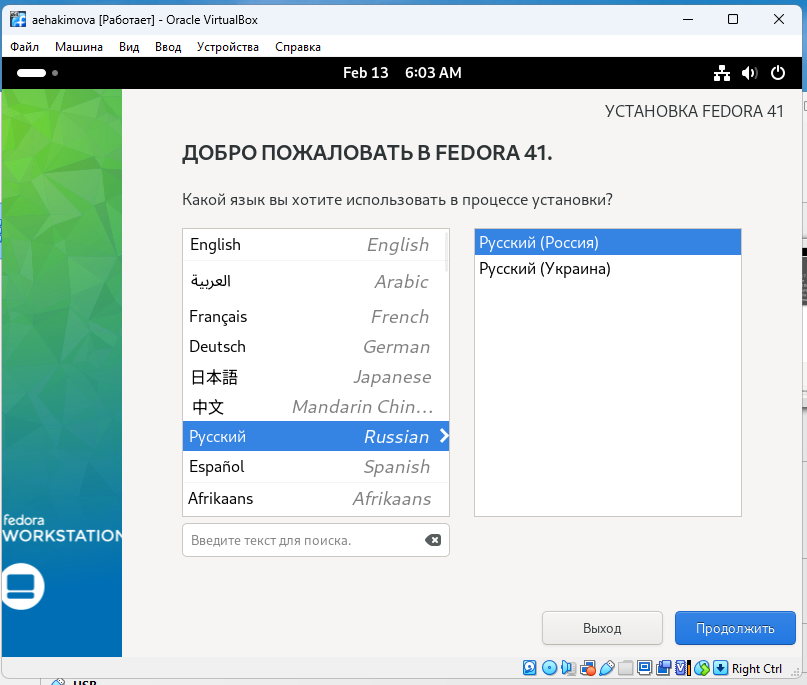 aehakimova [Работает] - Oracle VirtualBox
Файл Машина Вид Ввод Устройства Справка
Feb 13 6:03 AM
УСТАНОВКА FEDORA 41
ДОБРО ПОЖАЛОВАТЬ В FEDORA 41.
Какой язык вы хотите использовать в процессе установки?
English English
العربية Arabic
Français French
Deutsch German
日本語 Japanese
中文 Mandarin Chin...
Русский Russian
Español Spanish
Afrikaans Afrikaans
Русский (Россия)
Русский (Украина)
Введите текст для поиска.
fedora
WORKSTATION
Выход Продолжить
Right Ctrl
USB